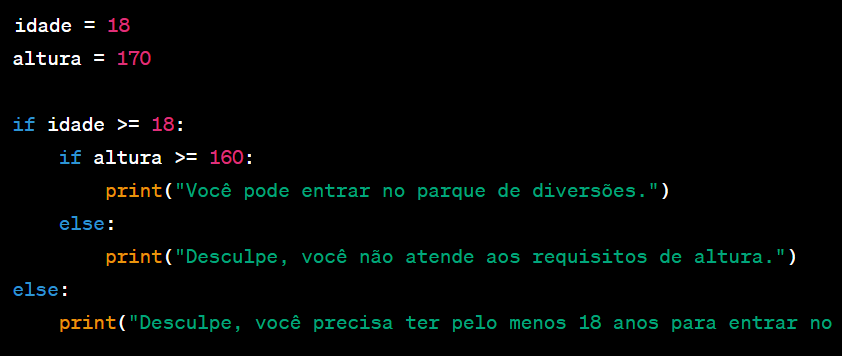 idade = 18
altura = 170
if idade >= 18:
    if altura >= 160:
        print("Você pode entrar no parque de diversões.")
    else:
        print("Desculpe, você não atende aos requisitos de altura.")
else:
    print("Desculpe, você precisa ter pelo menos 18 anos para entrar no